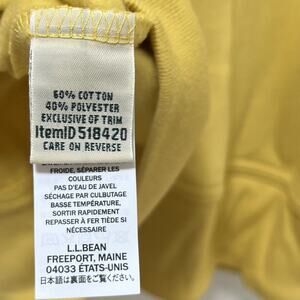 60% COTTON
40% POLYESTER
EXCLUSIVE OF TRIM
ItemID 518420
CARE ON REVERSE
FROIDE, SÉPARER LES
COULEURS
PAS D'EAU DE JAVEL
SÉCHAGE PAR CULBUTAGE
BASSE TEMPÉRATURE,
SORTIR RAPIDEMENT
REPASSER À FER TIÈDE SI
NÉCESSAIRE
L.L.BEAN
FREEPORT, MAINE
04033 ÉTATS-UNIS
日本語は裏面をご覧ください。